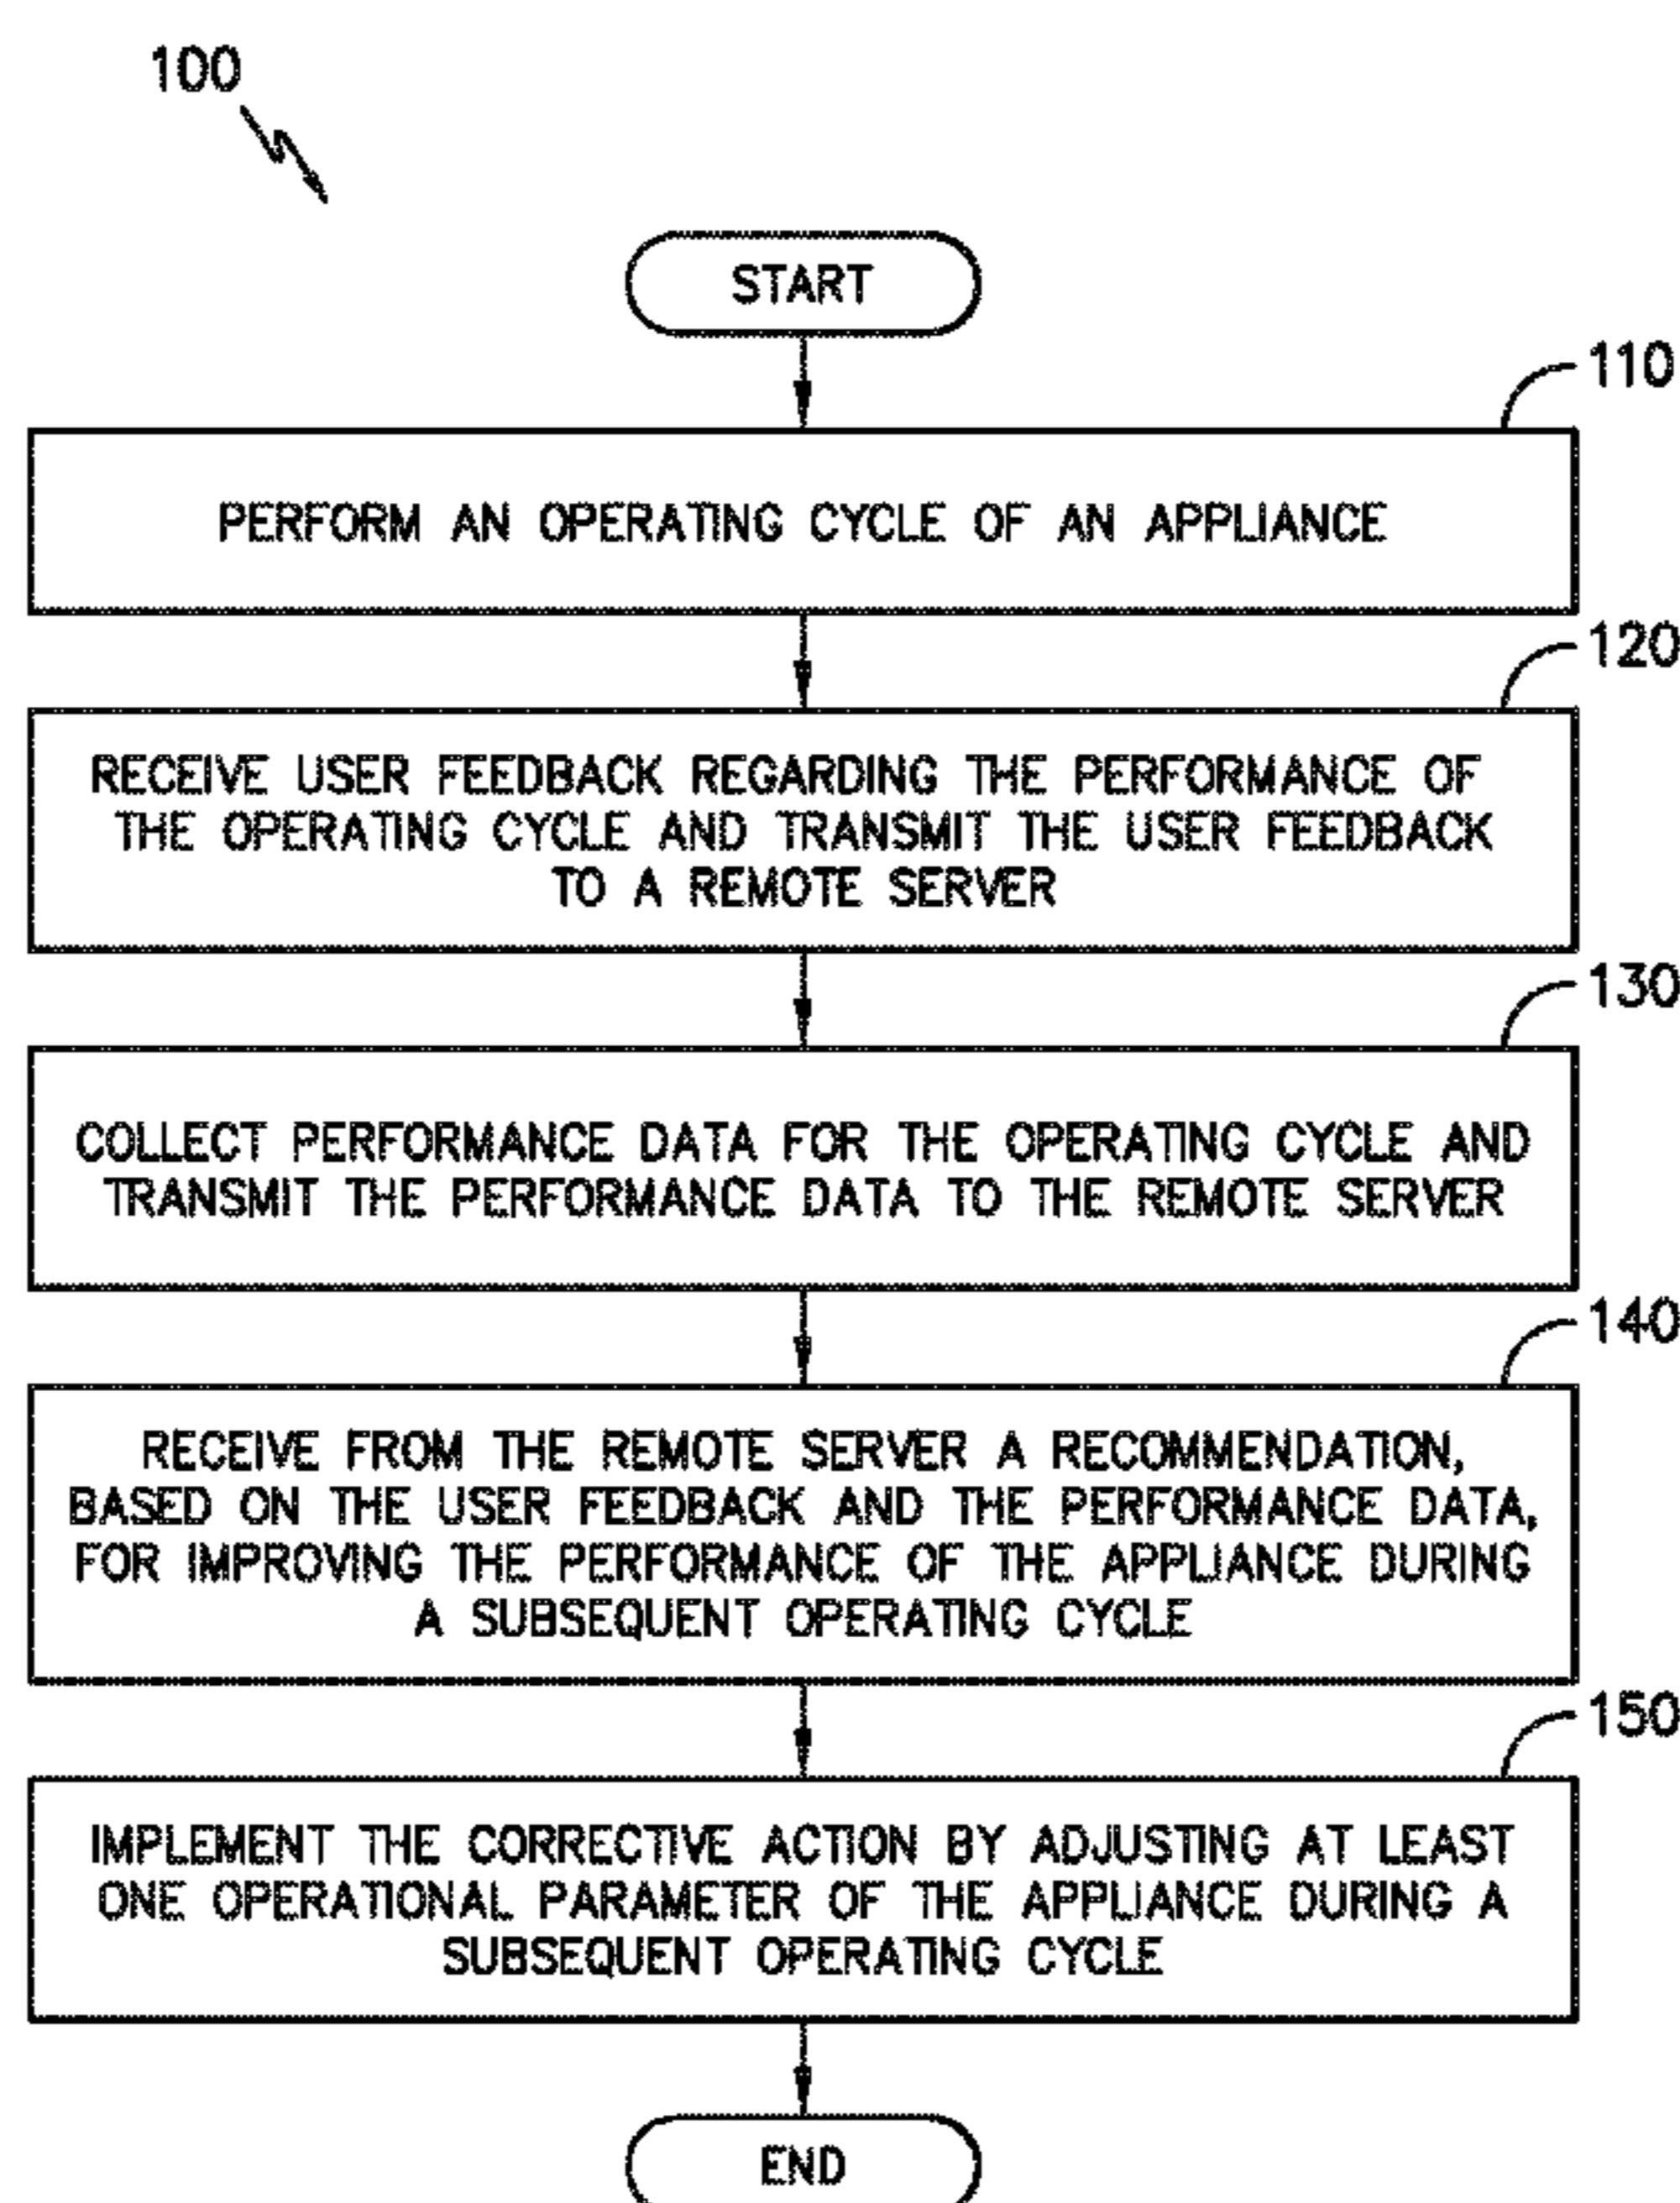 100
START
110
PERFORM AN OPERATING CYCLE OF AN APPLIANCE
120
RECEIVE USER FEEDBACK REGARDING THE PERFORMANCE OF
THE OPERATING CYCLE AND TRANSMIT THE USER FEEDBACK
TO A REMOTE SERVER
130
COLLECT PERFORMANCE DATA FOR THE OPERATING CYCLE AND
TRANSMIT THE PERFORMANCE DATA TO THE REMOTE SERVER
140
RECEIVE FROM THE REMOTE SERVER A RECOMMENDATION,
BASED ON THE USER FEEDBACK AND THE PERFORMANCE DATA,
FOR IMPROVING THE PERFORMANCE OF THE APPLIANCE DURING
A SUBSEQUENT OPERATING CYCLE
150
IMPLEMENT THE CORRECTIVE ACTION BY ADJUSTING AT LEAST
ONE OPERATIONAL PARAMETER OF THE APPLIANCE DURING A
SUBSEQUENT OPERATING CYCLE
END